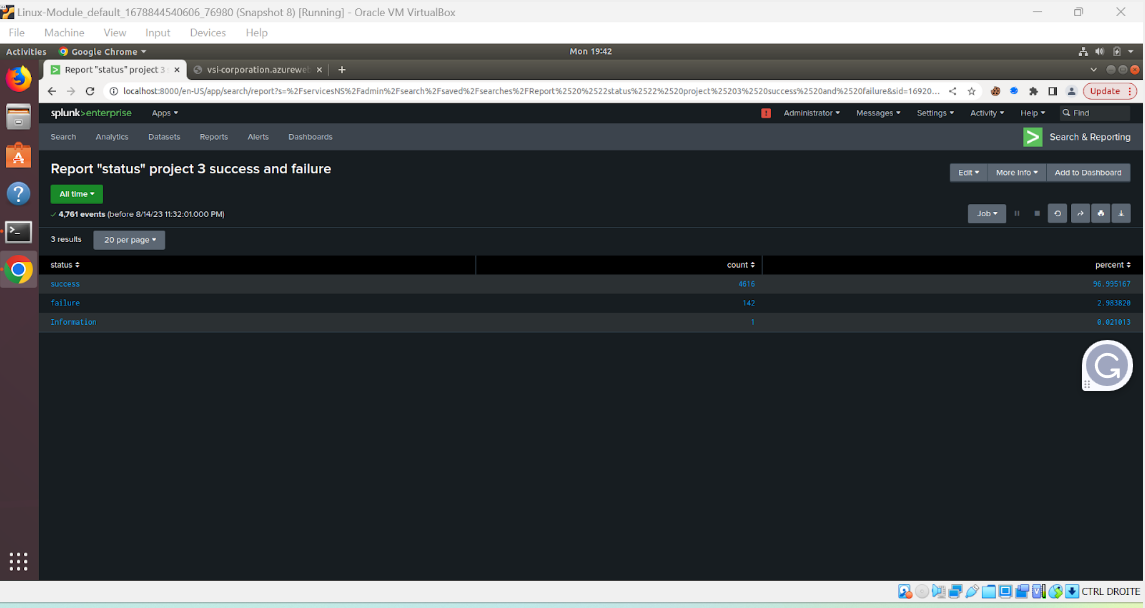 Linux-Module_default_1678844540606_76980 (Snapshot 8) [Running] - Oracle VM VirtualBox
File Machine View Input Devices Help
Activities Google Chrome Mon 19:42
Report "status" project 3 vsi-corporation.azureweb
localhost:8000/en-US/app/search/report?s=%2FservicesNS%2Fadmin%2Fsearch%2Fsaved%2Fsearches%2FReport%2520%2522status%2522%2520project%25203%2520success%2520and%2520failure&sid=16920... Update
splunk>enterprise Apps Administrator Messages Settings Activity Help Find
Search Analytics Datasets Reports Alerts Dashboards Search & Reporting
Report "status" project 3 success and failure
Edit More Info Add to Dashboard
All time
4,761 events (before 8/14/23 11:32:01.000 PM)
Job
3 results 20 per page
status count percent
success 4616 96.995167
failure 142 2.983820
Information 1 0.021013
CTRL DROITE